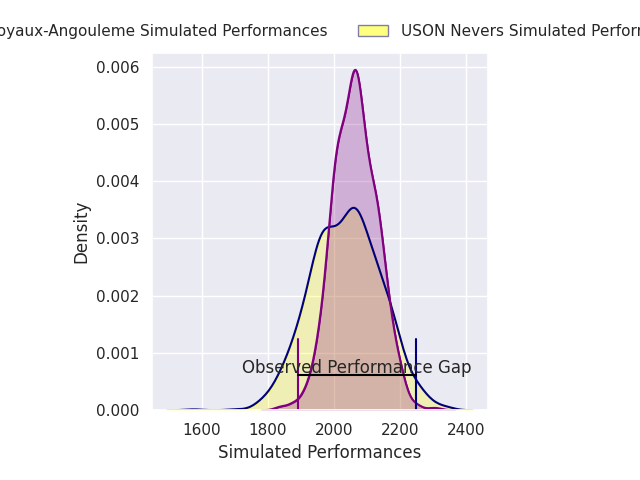 oyaux-Angouleme Simulated Performances USON Nevers Simulated Perfor
0.006
0.005
0.004
0.003
0.002
0.001
0.000
Density
Observed Performance Gap
1600 1800 2000 2200 2400
Simulated Performances